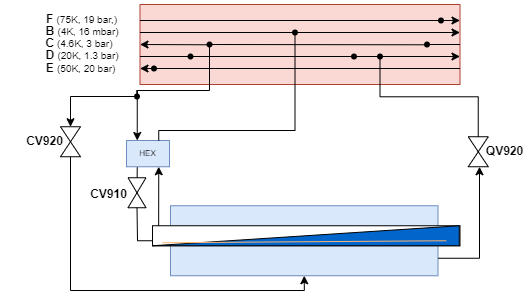 F (75K, 19 bar,)
B (4K, 16 mbar)
C (4.6K, 3 bar)
D (20K, 1.3 bar)
E (50K, 20 bar)
CV920
HEX
QV920
CV910